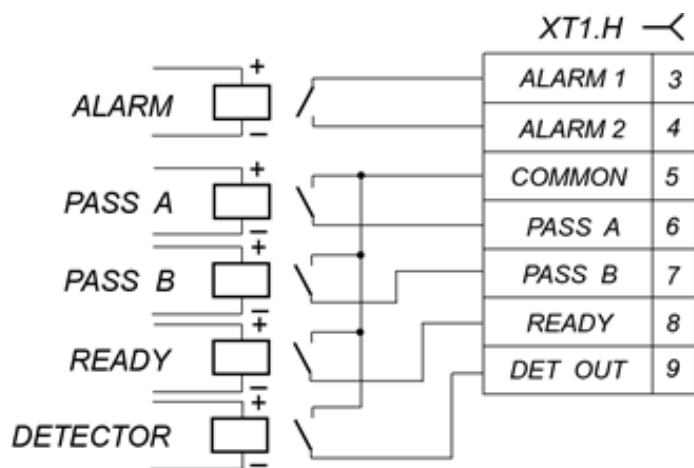 XT1.H
ALARM 1 3
ALARM 2 4
COMMON 5
PASS A 6
PASS B 7
READY 8
DET OUT 9
+
ALARM
−
+
PASS A
−
+
PASS B
−
+
READY
−
+
DETECTOR
−